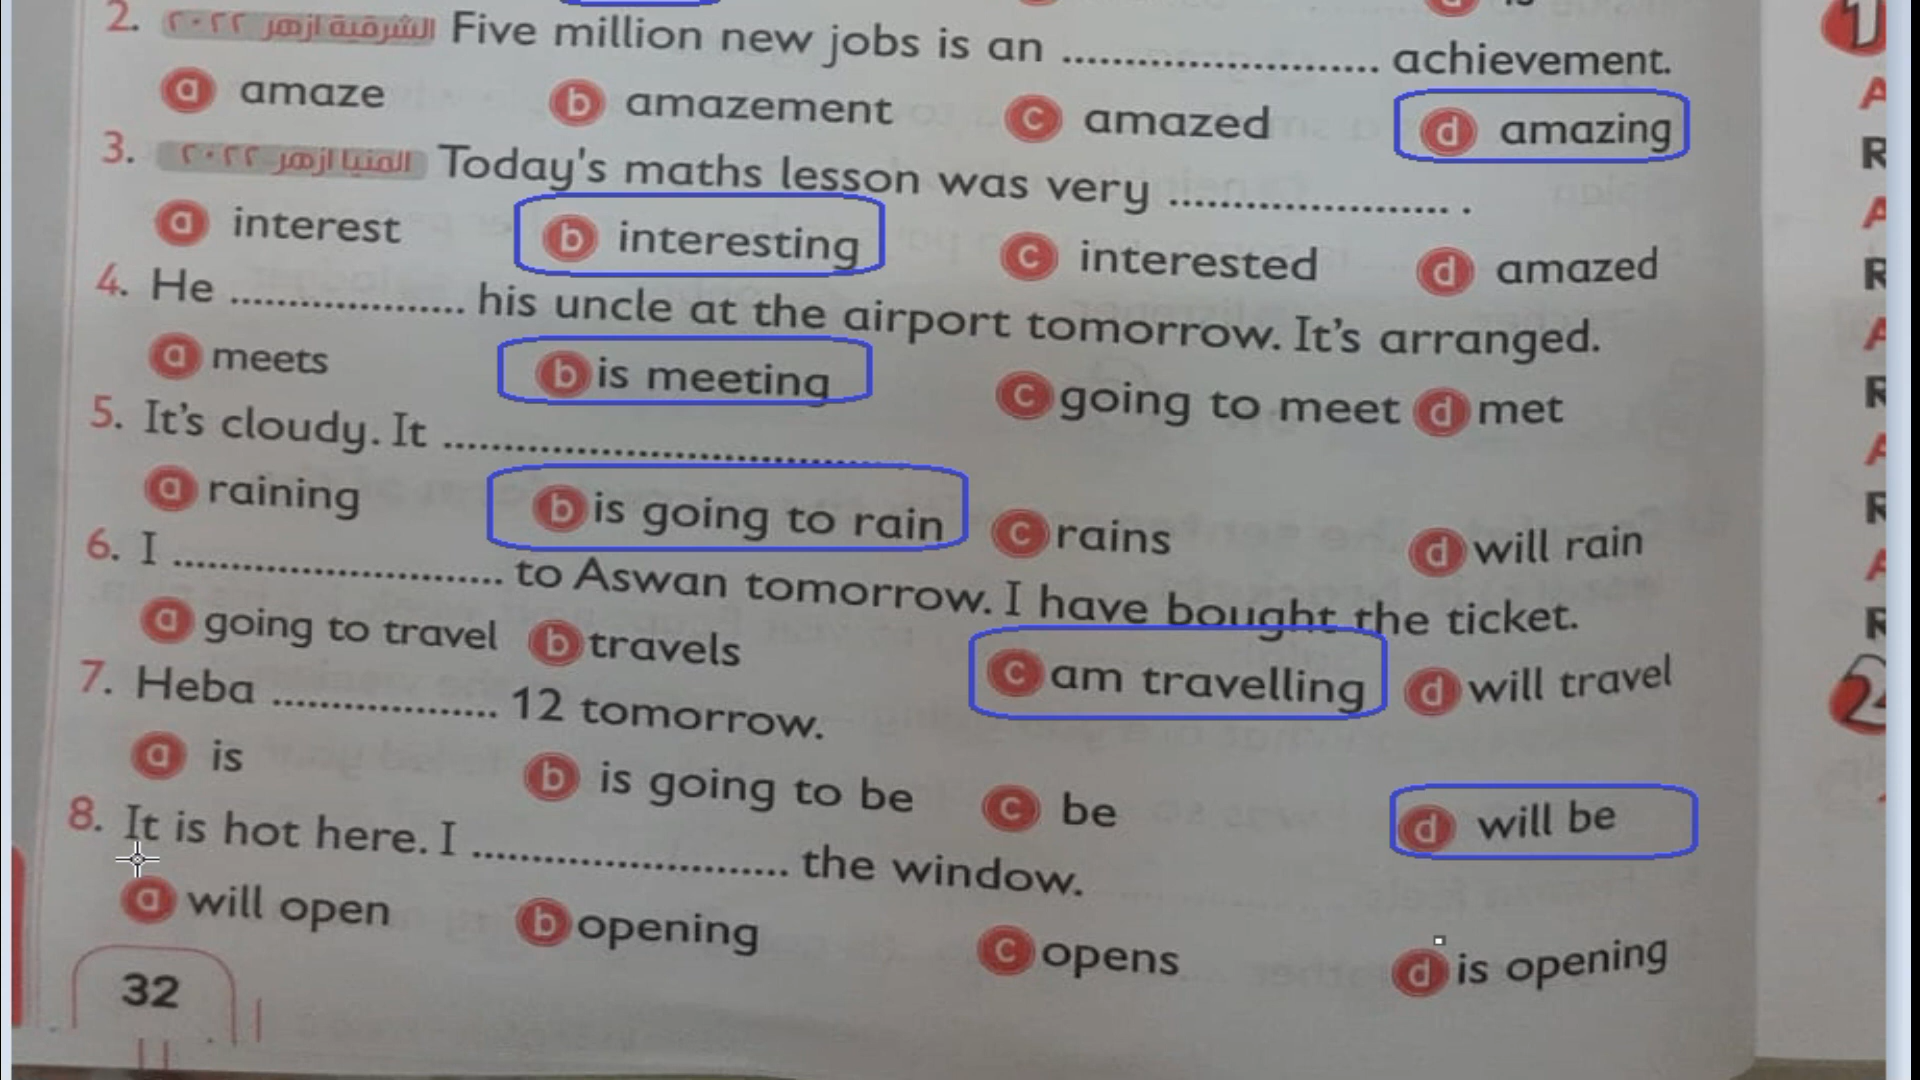 2. الشرقية ازهر ٢٠٢٢ Five million new jobs is an ........................... achievement.
a amaze b amazement c amazed d amazing
3. المنيا ازهر ٢٠٢٢ Today's maths lesson was very ........................ .
a interest b interesting c interested d amazed
4. He .................... his uncle at the airport tomorrow. It's arranged.
a meets b is meeting c going to meet d met
5. It's cloudy. It ........................................
a raining b is going to rain c rains d will rain
6. I ............................ to Aswan tomorrow. I have bought the ticket.
a going to travel b travels c am travelling d will travel
7. Heba ................... 12 tomorrow.
a is b is going to be c be d will be
8. It is hot here. I ........................... the window.
a will open b opening c opens d is opening
32
1
A
R
A
R
A
R
A
R
A
R
2